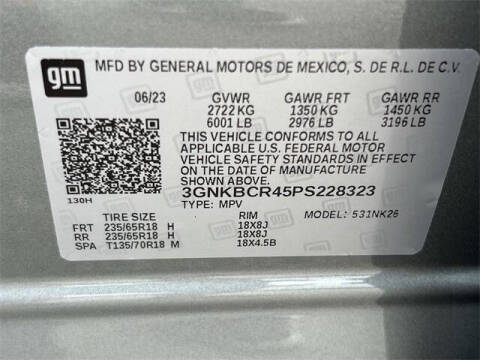 gm
MFD BY GENERAL MOTORS DE MEXICO, S. DE R.L. DE C.V.
06/23 GVWR GAWR FRT GAWR RR
2722 KG 1350 KG 1450 KG
6001 LB 2976 LB 3196 LB
THIS VEHICLE CONFORMS TO ALL
APPLICABLE U.S. FEDERAL MOTOR
VEHICLE SAFETY STANDARDS IN EFFECT
ON THE DATE OF MANUFACTURE
SHOWN ABOVE.
3GNKBCR45PS228323
130H TYPE: MPV MODEL: 531NK26
TIRE SIZE RIM
FRT 235/65R18 H 18X8J
RR 235/65R18 H 18X8J
SPA T135/70R18 M 18X4.5B